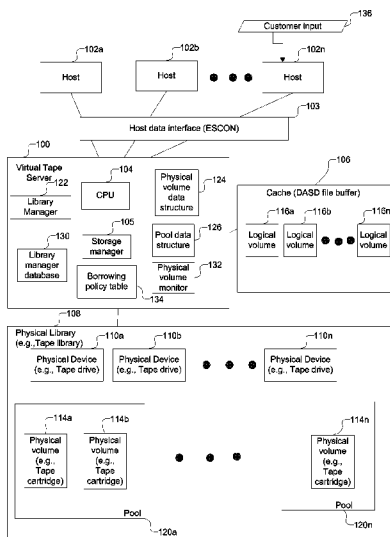 136
Customer input
102a
102b
102n
Host
Host
Host
103
Host data interface (ESCON)
100
Virtual Tape
Server
122
Library
Manager
104
CPU
Physical
volume
data
structure
124
106
Cache (DASD file buffer)
116a
116b
116n
Logical
volume
Logical
volume
Logical
volume
105
Storage
manager
Pool data
structure
126
130
Library
manager
database
Physical
volume
monitor
132
Borrowing
policy table
134
108
Physical Library
(e.g.,Tape library)
110a
110b
110n
Physical Device
(e.g., Tape drive)
Physical Device
(e.g., Tape drive)
Physical Device
(e.g., Tape drive)
114a
114b
114n
Physical
volume
(e.g.,
Tape
cartridge)
Physical
volume
(e.g.,
Tape
cartridge)
Physical
volume
(e.g.,
Tape
cartridge)
Pool
120a
Pool
120n